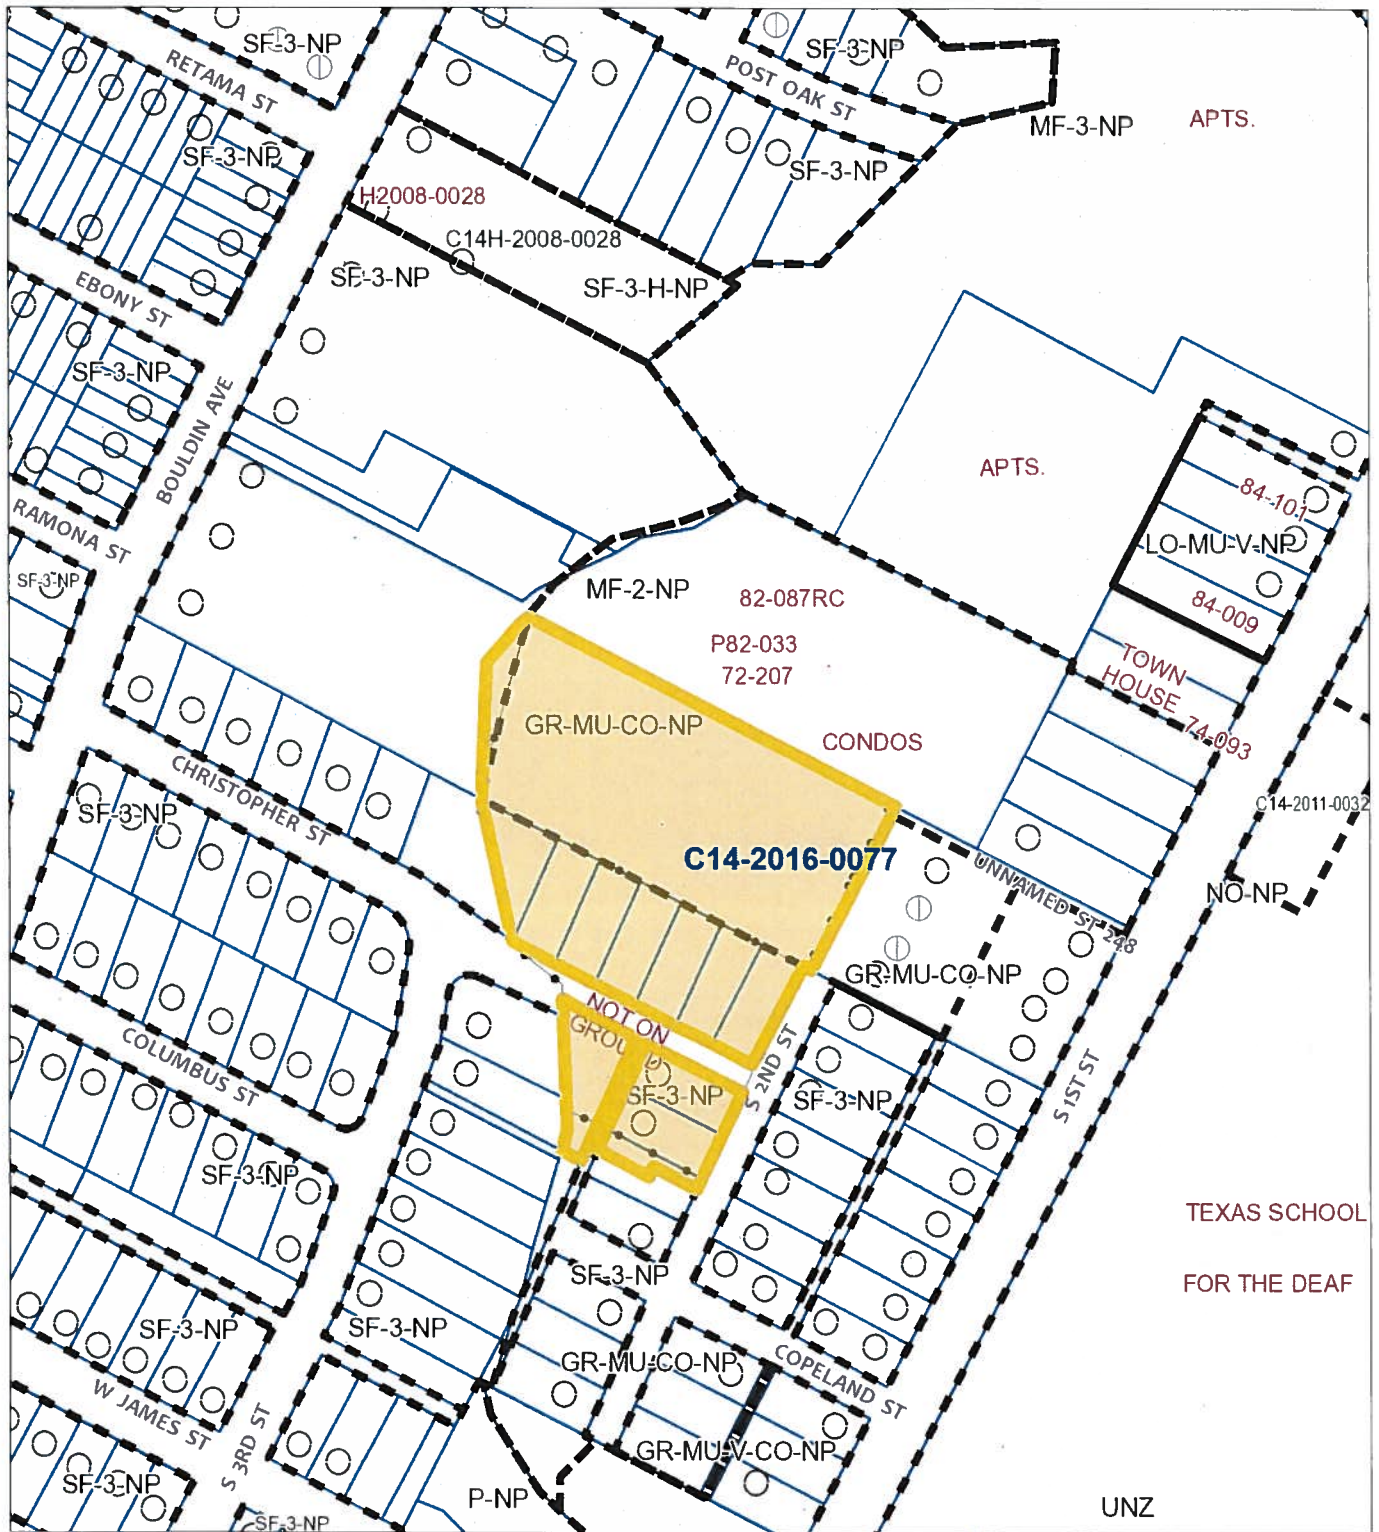 SF-3-NP
RETAMA ST
SF-3-NP
POST OAK ST
MF-3-NP
APTS.
SF-3-NP
SF-3-NP
H2008-0028
C14H-2008-0028
SF-3-NP
SF-3-H-NP
EBONY ST
SF-3-NP
BOULDIN AVE
APTS.
84-101
RAMONA ST
LO-MU-V-NP
SF-3-NP
MF-2-NP
82-087RC
84-009
P82-033
72-207
TOWN
HOUSE
74-093
GR-MU-CO-NP
CONDOS
CHRISTOPHER ST
SF-3-NP
C14-2011-0032
C14-2016-0077
UNNAMED ST 248
NO-NP
GR-MU-CO-NP
NOT ON
GROUND
COLUMBUS ST
SF-3-NP
S 2ND ST
SF-3-NP
S 1ST ST
SF-3-NP
TEXAS SCHOOL
FOR THE DEAF
SF-3-NP
SF-3-NP
SF-3-NP
GR-MU-CO-NP
COPELAND ST
W JAMES ST
S 3RD ST
GR-MU-V-CO-NP
SF-3-NP
P-NP
UNZ
SF-3-NP